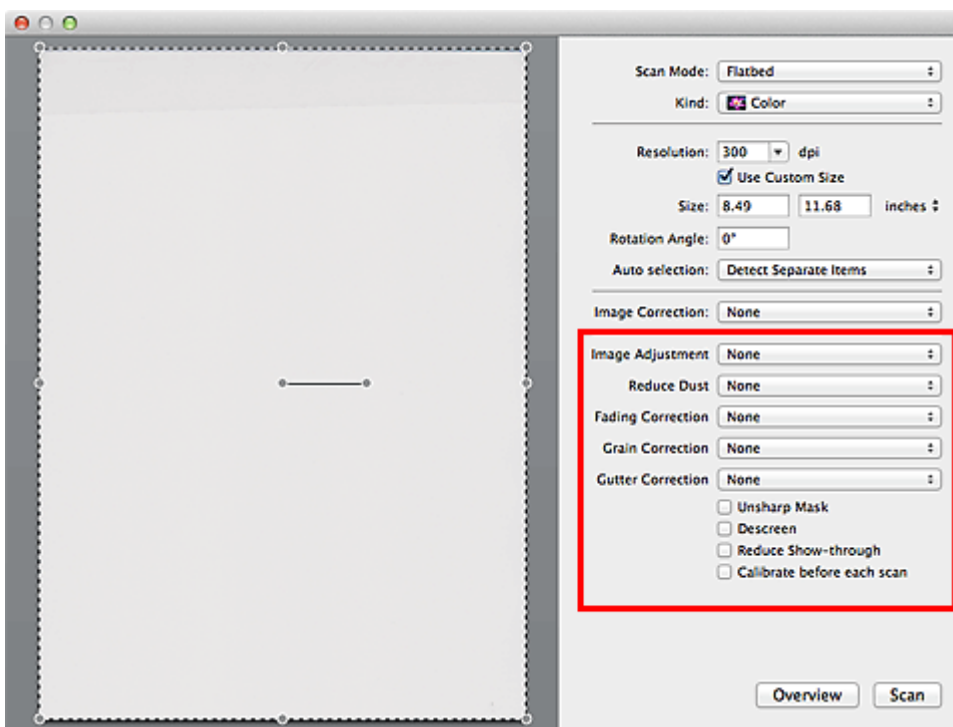 Scan Mode: Flatbed
Kind: Color
Resolution: 300 dpi
Use Custom Size
Size: 8.49 11.68 inches
Rotation Angle: 0°
Auto selection: Detect Separate Items
Image Correction: None
Image Adjustment None
Reduce Dust None
Fading Correction None
Grain Correction None
Gutter Correction None
Unsharp Mask
Descreen
Reduce Show-through
Calibrate before each scan
Overview Scan